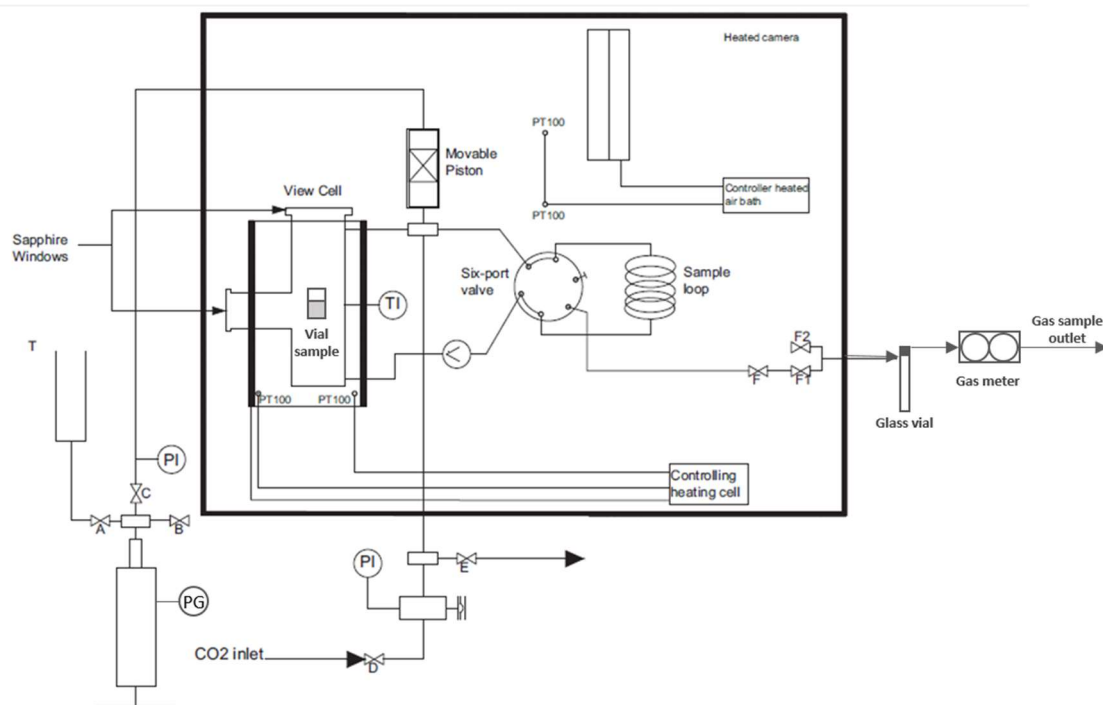 Heated camera
PT100
Movable
Piston
View Cell
Controller heated
air bath
PT100
Sapphire
Windows
Six-port
valve
Sample
loop
TI
Vial
sample
F2
Gas sample
outlet
T
F
F1
Gas meter
PT100
PT100
Glass vial
PI
Controlling
heating cell
C
A
B
PI
E
PG
CO2 inlet
D